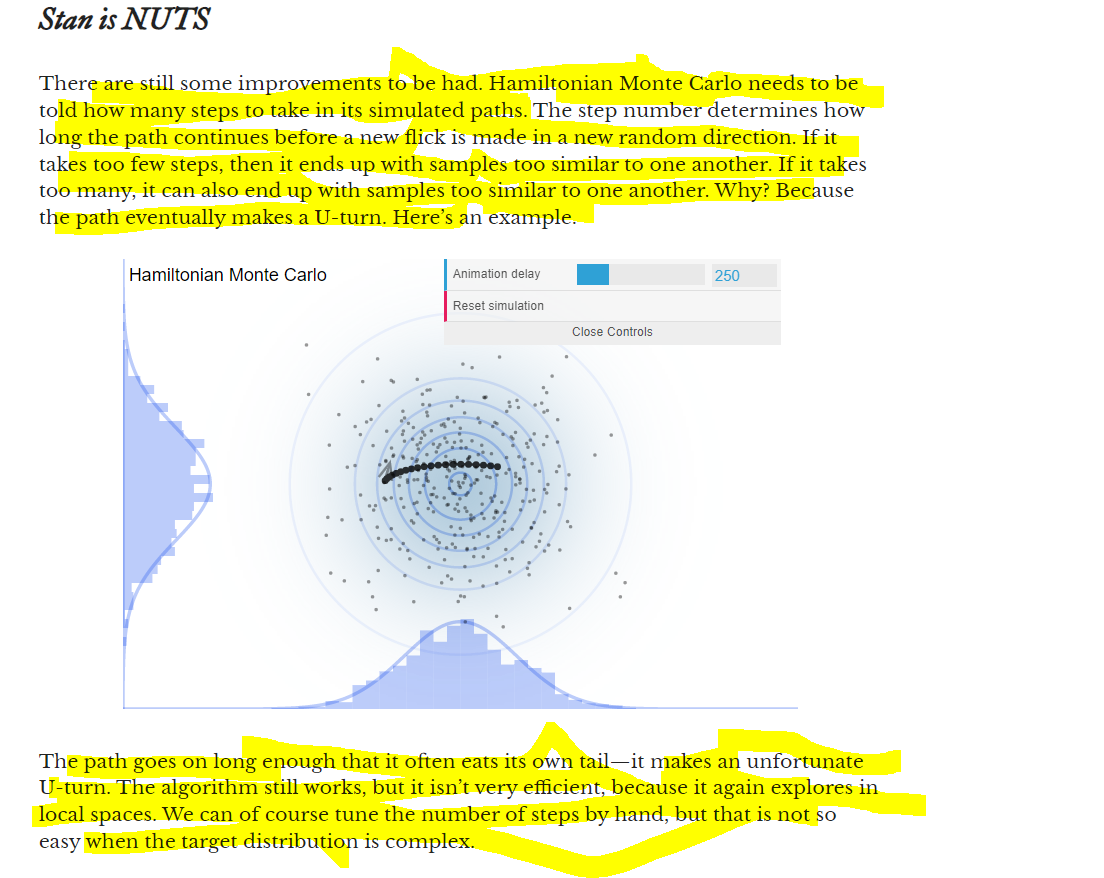 Stan is NUTS
There are still some improvements to be had. Hamiltonian Monte Carlo needs to be
told how many steps to take in its simulated paths. The step number determines how
long the path continues before a new flick is made in a new random direction. If it
takes too few steps, then it ends up with samples too similar to one another. If it takes
too many, it can also end up with samples too similar to one another. Why? Because
the path eventually makes a U-turn. Here’s an example.
Hamiltonian Monte Carlo
Animation delay 250
Reset simulation
Close Controls
The path goes on long enough that it often eats its own tail—it makes an unfortunate
U-turn. The algorithm still works, but it isn’t very efficient, because it again explores in
local spaces. We can of course tune the number of steps by hand, but that is not so
easy when the target distribution is complex.